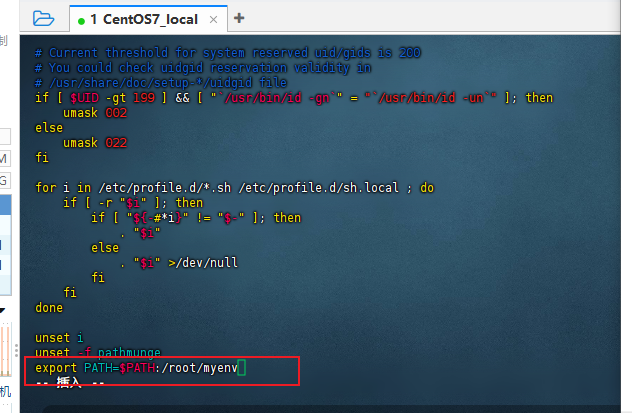 制
1 CentOS7_local × +
# Current threshold for system reserved uid/gids is 200
# You could check uidgid reservation validity in
# /usr/share/doc/setup-*/uidgid file
if [ $UID -gt 199 ] && [ "`/usr/bin/id -gn`" = "`/usr/bin/id -un`" ]; then
umask 002
else
umask 022
fi
M
G
for i in /etc/profile.d/*.sh /etc/profile.d/sh.local ; do
if [ -r "$i" ]; then
if [ "${-#*i}" != "$-" ]; then
. "$i"
else
. "$i" >/dev/null
fi
fi
done
unset i
unset -f pathmunge
export PATH=$PATH:/root/myenv
-- 插入 --
机